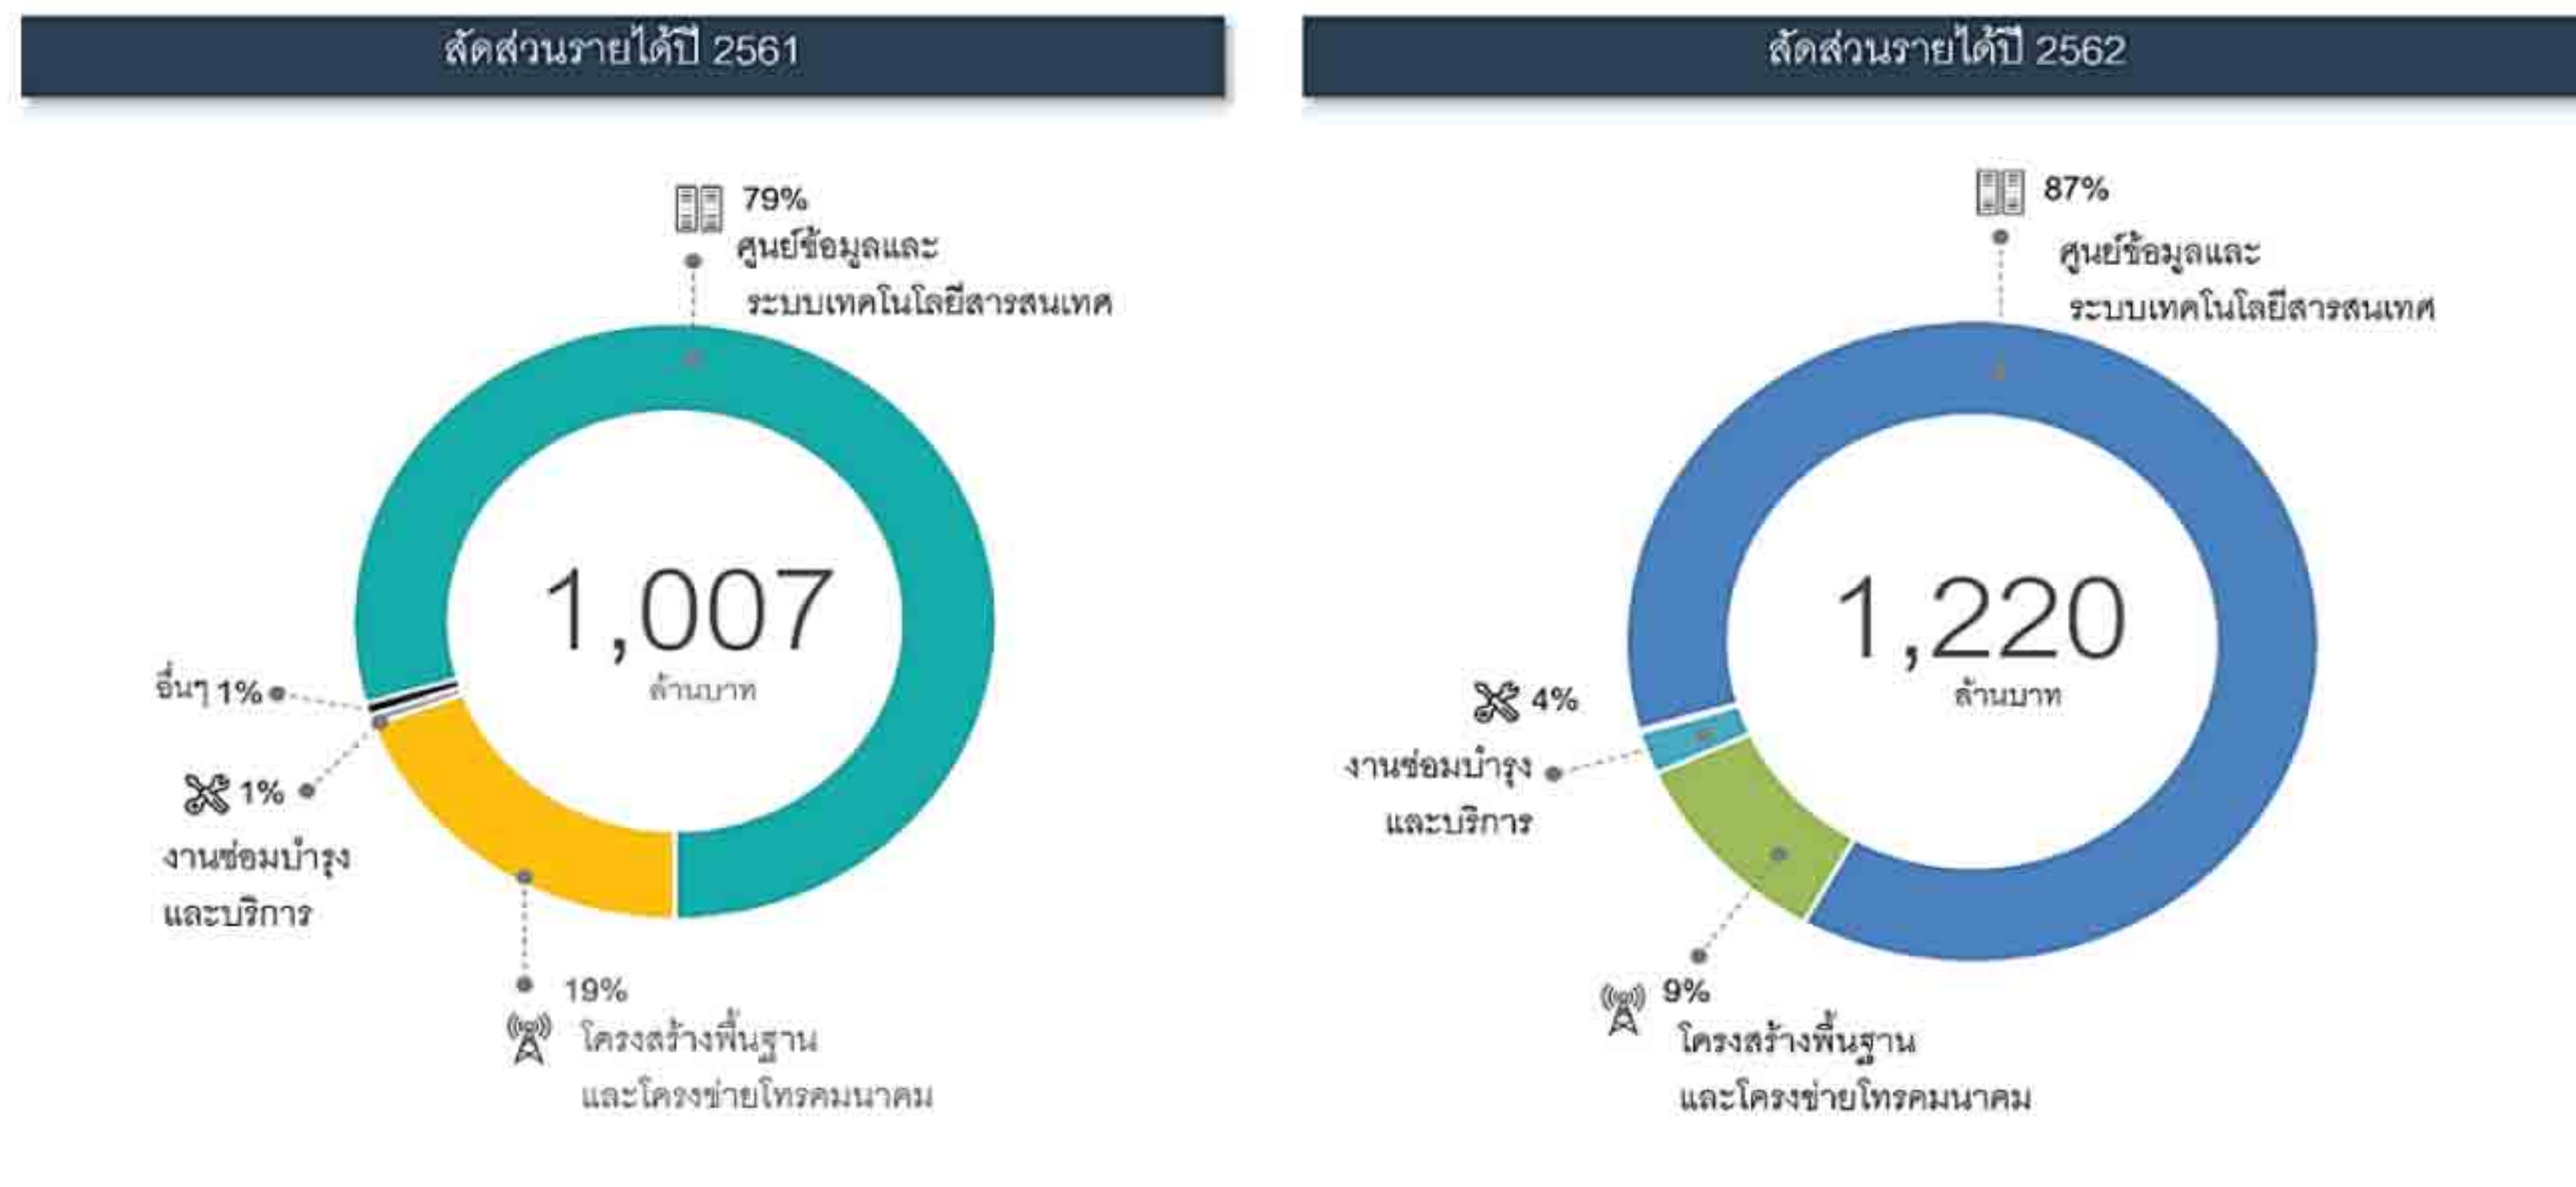 สัดส่วนรายได้ปี 2561
79%
ศูนย์ข้อมูลและ
ระบบเทคโนโลยีสารสนเทศ
1,007
ล้านบาท
อื่นๆ 1%
1%
งานซ่อมบำรุง
และบริการ
19%
โครงสร้างพื้นฐาน
และโครงข่ายโทรคมนาคม
สัดส่วนรายได้ปี 2562
87%
ศูนย์ข้อมูลและ
ระบบเทคโนโลยีสารสนเทศ
1,220
ล้านบาท
4%
งานซ่อมบำรุง
และบริการ
9%
โครงสร้างพื้นฐาน
และโครงข่ายโทรคมนาคม